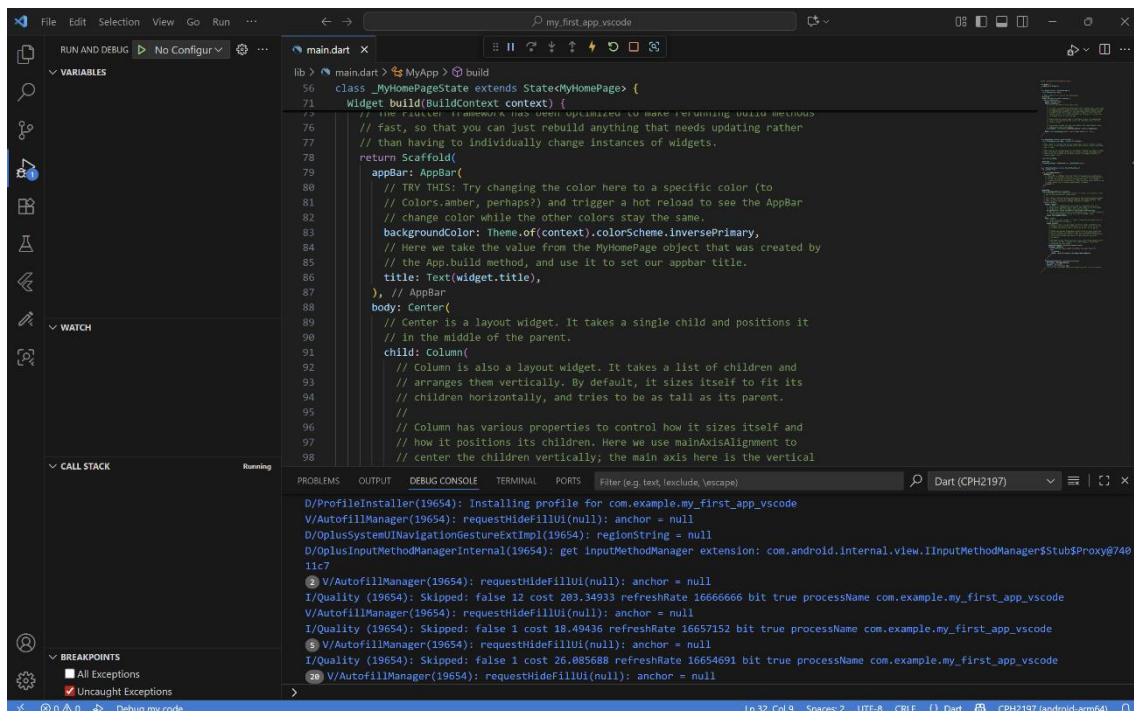 File Edit Selection View Go Run ...
my_first_app_vscode
RUN AND DEBUG No Configur ...
main.dart
VARIABLES
lib > main.dart > MyApp > build
56 class _MyHomePageState extends State<MyHomePage> {
71 Widget build(BuildContext context) {
75 // The Flutter framework has been optimized to make rerunning build methods
76 // fast, so that you can just rebuild anything that needs updating rather
77 // than having to individually change instances of widgets.
78 return Scaffold(
79 appBar: AppBar(
80 // TRY THIS: Try changing the color here to a specific color (to
81 // Colors.amber, perhaps?) and trigger a hot reload to see the AppBar
82 // change color while the other colors stay the same.
83 backgroundColor: Theme.of(context).colorScheme.inversePrimary,
84 // Here we take the value from the MyHomePage object that was created by
85 // the App.build method, and use it to set our appbar title.
86 title: Text(widget.title),
87 ), // AppBar
88 body: Center(
89 // Center is a layout widget. It takes a single child and positions it
90 // in the middle of the parent.
91 child: Column(
92 // Column is also a layout widget. It takes a list of children and
93 // arranges them vertically. By default, it sizes itself to fit its
94 // children horizontally, and tries to be as tall as its parent.
95 //
96 // Column has various properties to control how it sizes itself and
97 // how it positions its children. Here we use mainAxisAlignment to
98 // center the children vertically; the main axis here is the vertical
WATCH
CALL STACK Running
PROBLEMS OUTPUT DEBUG CONSOLE TERMINAL PORTS Filter (e.g. text, !exclude, \escape) Dart (CPH2197)
D/ProfileInstaller(19654): Installing profile for com.example.my_first_app_vscode
V/AutofillManager(19654): requestHideFillUi(null): anchor = null
D/OplusSystemUINavigationGestureExtImpl(19654): regionString = null
D/OplusInputMethodManagerInternal(19654): get inputMethodManager extension: com.android.internal.view.IInputMethodManager$Stub$Proxy@740
11c7
2 V/AutofillManager(19654): requestHideFillUi(null): anchor = null
I/Quality (19654): Skipped: false 12 cost 203.34933 refreshRate 16666666 bit true processName com.example.my_first_app_vscode
V/AutofillManager(19654): requestHideFillUi(null): anchor = null
I/Quality (19654): Skipped: false 1 cost 18.49436 refreshRate 16657152 bit true processName com.example.my_first_app_vscode
5 V/AutofillManager(19654): requestHideFillUi(null): anchor = null
I/Quality (19654): Skipped: false 1 cost 26.085688 refreshRate 16654691 bit true processName com.example.my_first_app_vscode
20 V/AutofillManager(19654): requestHideFillUi(null): anchor = null
>
BREAKPOINTS
All Exceptions
Uncaught Exceptions
0 0 0 Debug my code Ln 32, Col 9 Spaces: 2 UTF-8 CRLF {} Dart CPH2197 (android-arm64)